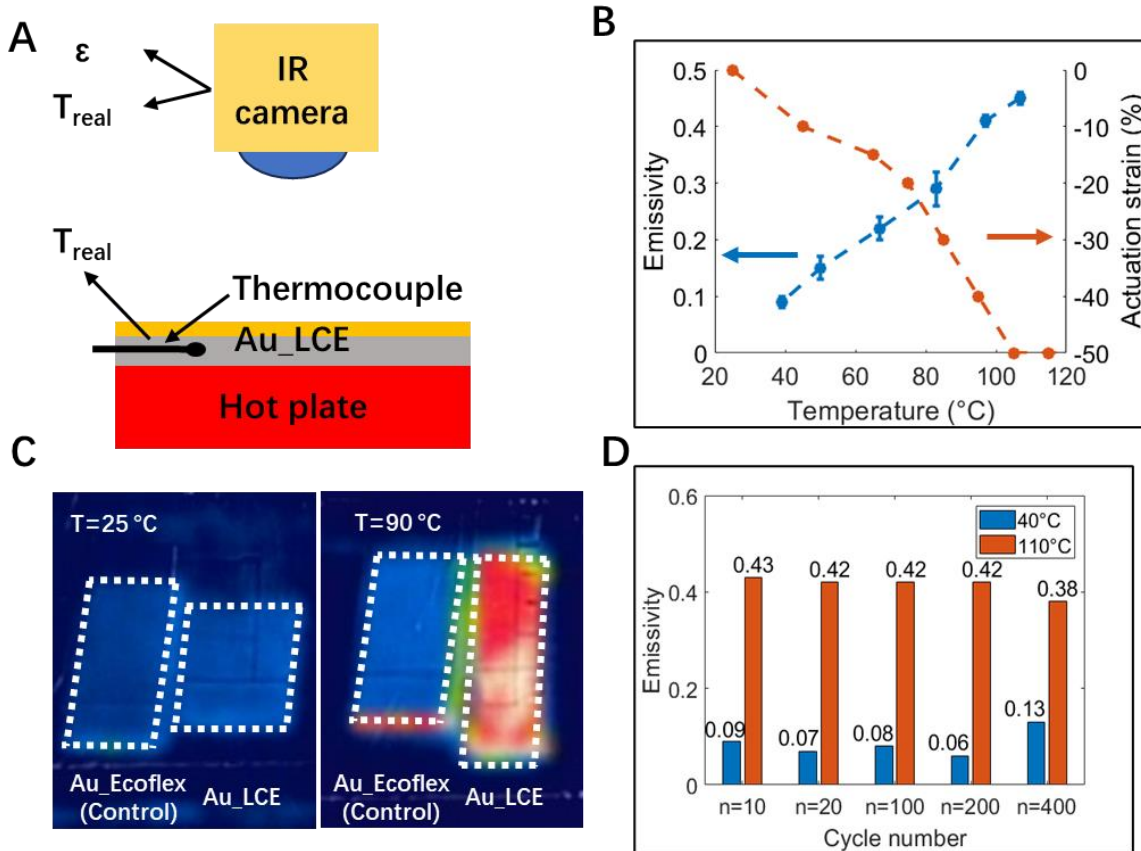 A
ε
T_real
IR
camera
T_real
Thermocouple
Au_LCE
Hot plate
B
Emissivity
0.5
0.4
0.3
0.2
0.1
0
20
40
60
80
100
120
Temperature (°C)
0
-10
-20
-30
-40
-50
Actuation strain (%)
C
T=25 °C
Au_Ecoflex
(Control)
Au_LCE
T=90 °C
Au_Ecoflex
(Control)
Au_LCE
D
Emissivity
0.6
0.4
0.2
0
40°C
110°C
0.09
0.43
0.07
0.42
0.08
0.42
0.06
0.42
0.13
0.38
n=10
n=20
n=100
n=200
n=400
Cycle number